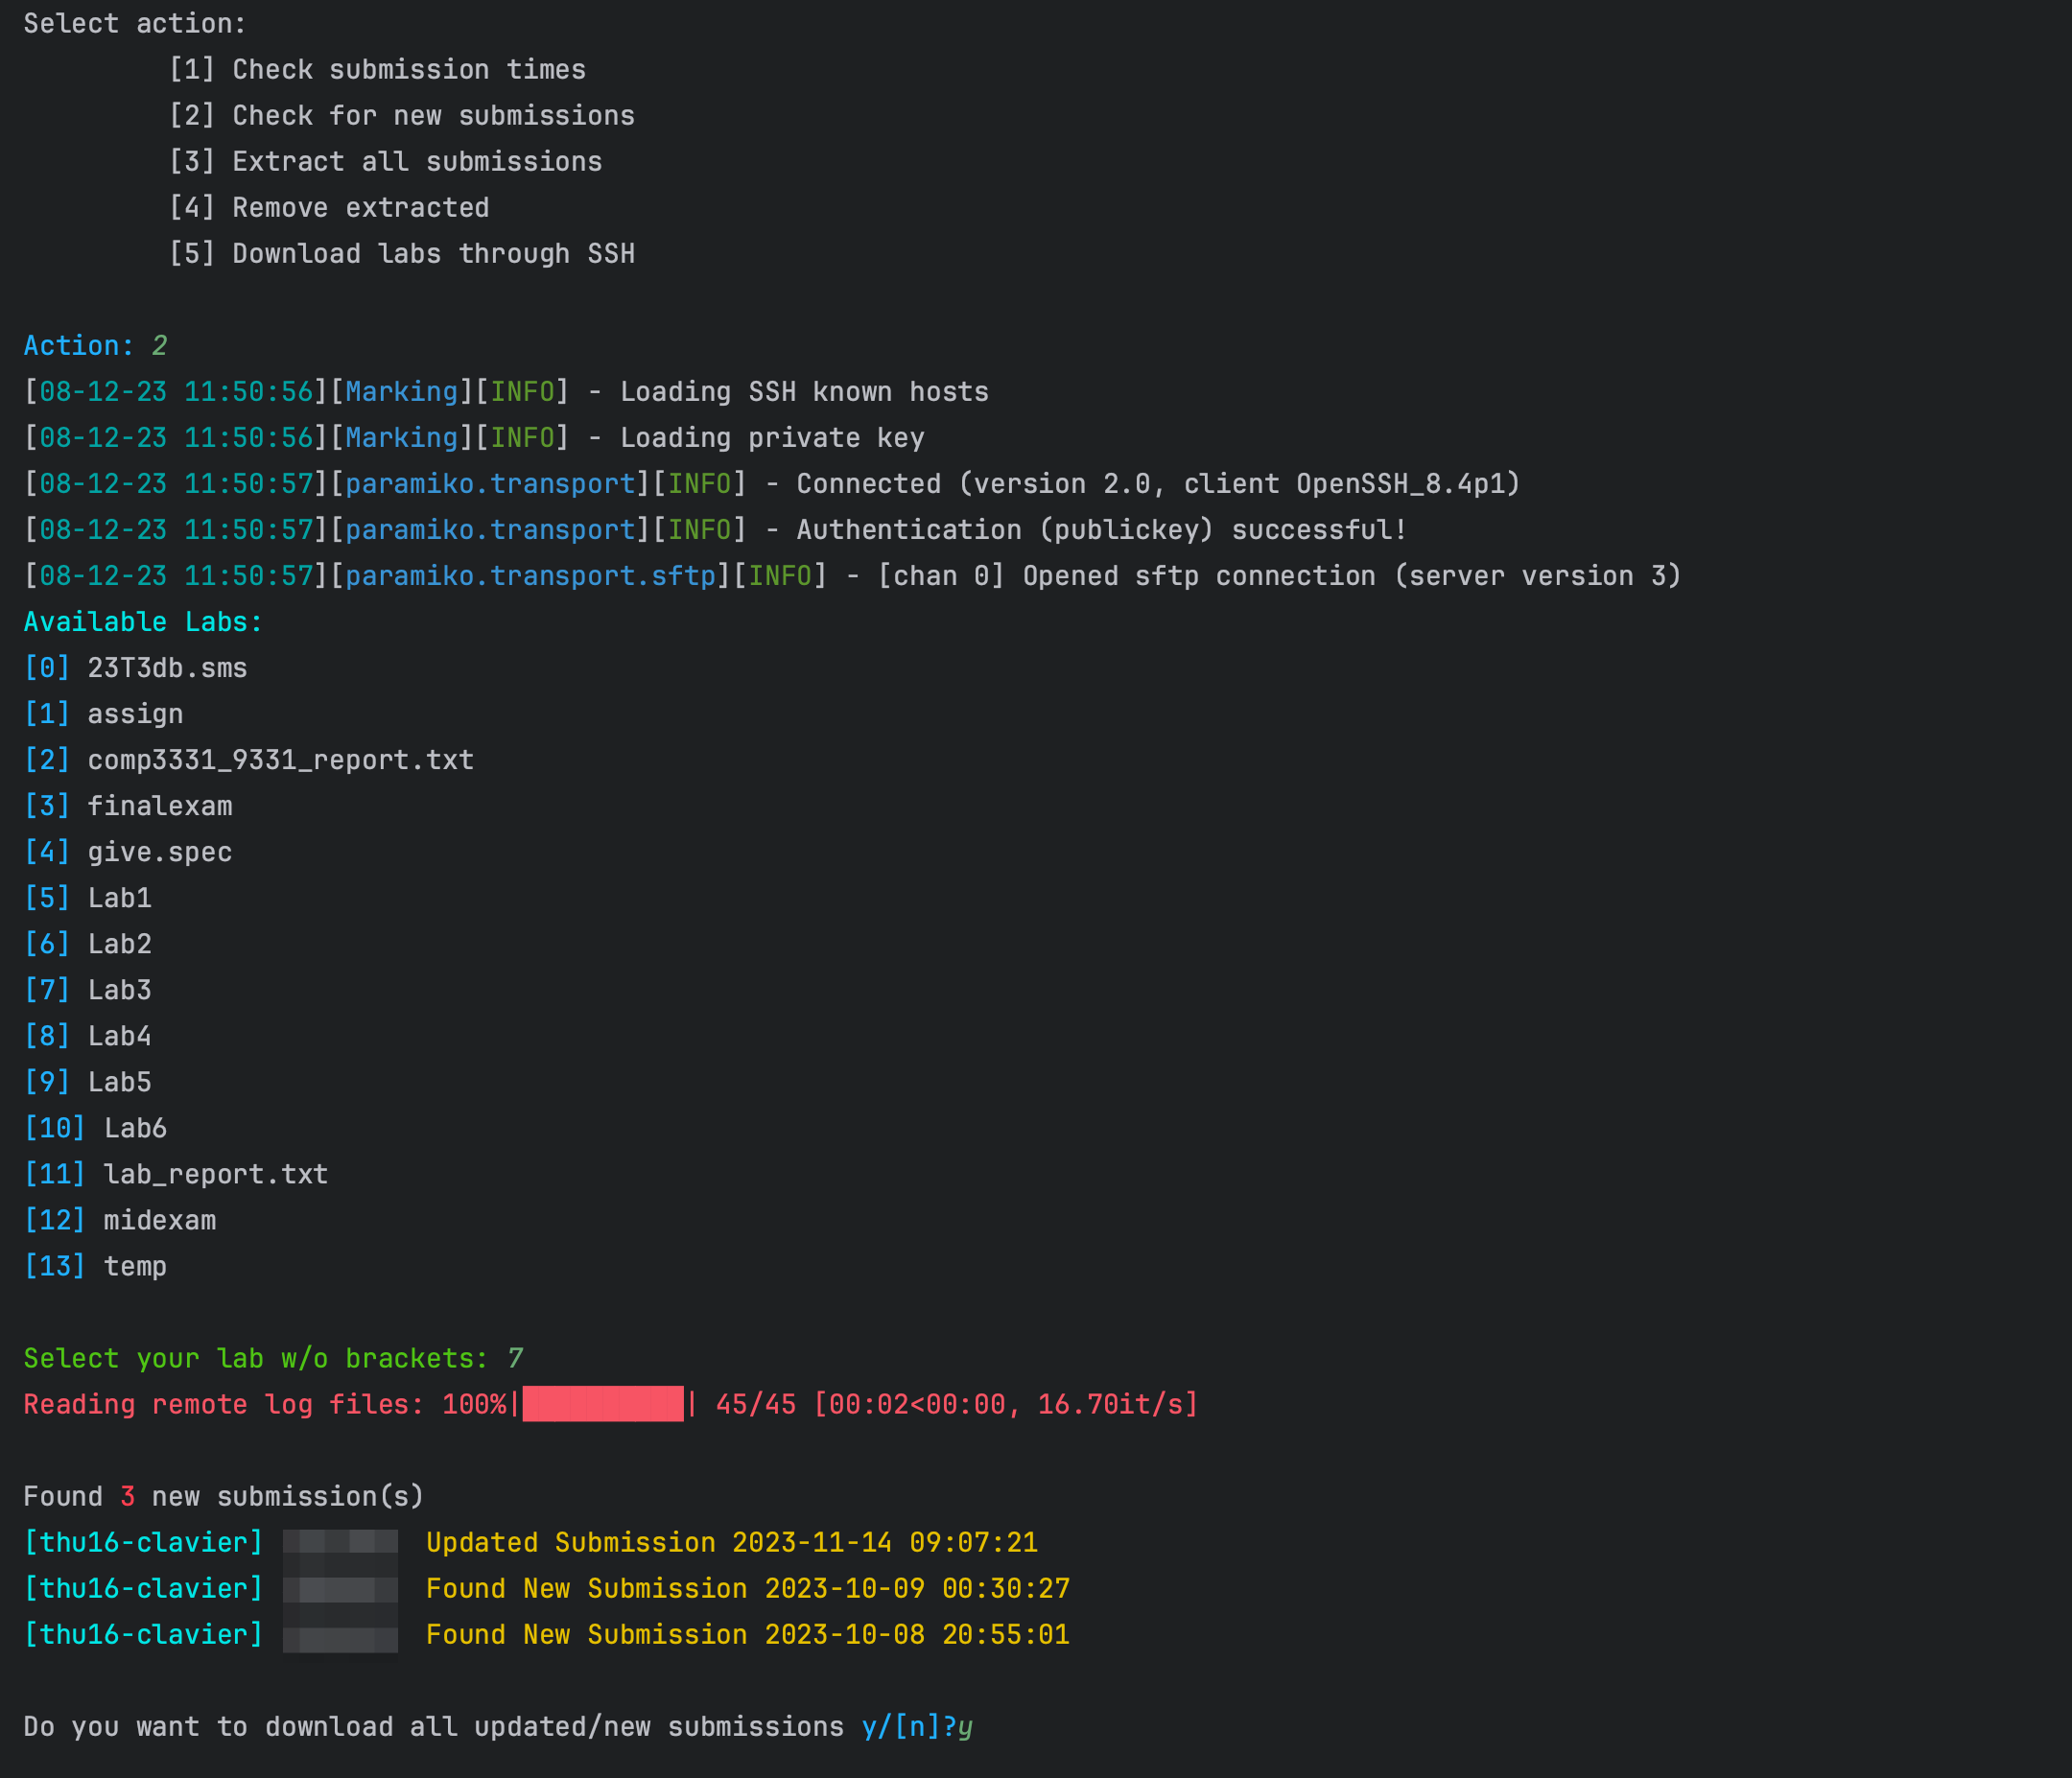 Select action:
[1] Check submission times
[2] Check for new submissions
[3] Extract all submissions
[4] Remove extracted
[5] Download labs through SSH
Action: 2
[08-12-23 11:50:56][Marking][INFO] - Loading SSH known hosts
[08-12-23 11:50:56][Marking][INFO] - Loading private key
[08-12-23 11:50:57][paramiko.transport][INFO] - Connected (version 2.0, client OpenSSH_8.4p1)
[08-12-23 11:50:57][paramiko.transport][INFO] - Authentication (publickey) successful!
[08-12-23 11:50:57][paramiko.transport.sftp][INFO] - [chan 0] Opened sftp connection (server version 3)
Available Labs:
[0] 23T3db.sms
[1] assign
[2] comp3331_9331_report.txt
[3] finalexam
[4] give.spec
[5] Lab1
[6] Lab2
[7] Lab3
[8] Lab4
[9] Lab5
[10] Lab6
[11] lab_report.txt
[12] midexam
[13] temp
Select your lab w/o brackets: 7
Reading remote log files: 100%|██████████| 45/45 [00:02<00:00, 16.70it/s]
Found 3 new submission(s)
[thu16-clavier] Updated Submission 2023-11-14 09:07:21
[thu16-clavier] Found New Submission 2023-10-09 00:30:27
[thu16-clavier] Found New Submission 2023-10-08 20:55:01
Do you want to download all updated/new submissions y/[n]?y